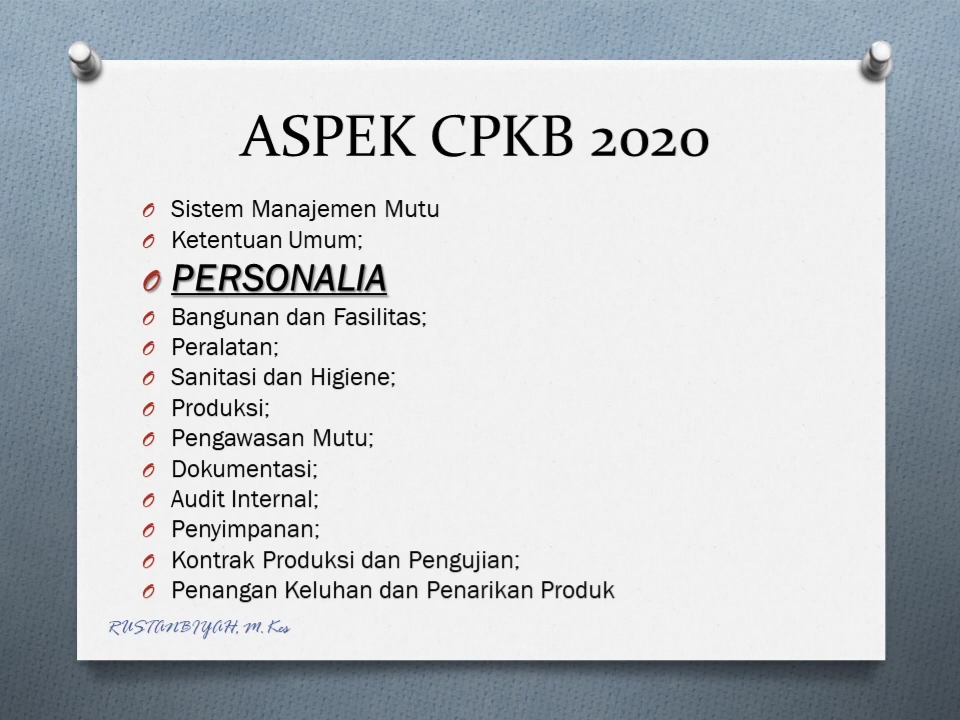 ASPEK CPKB 2020
Sistem Manajemen Mutu
Ketentuan Umum;
PERSONALIA
Bangunan dan Fasilitas;
Peralatan;
Sanitasi dan Higiene;
Produksi;
Pengawasan Mutu;
Dokumentasi;
Audit Internal;
Penyimpanan;
Kontrak Produksi dan Pengujian;
Penangan Keluhan dan Penarikan Produk
RUSTANBIYAH, M. Kes